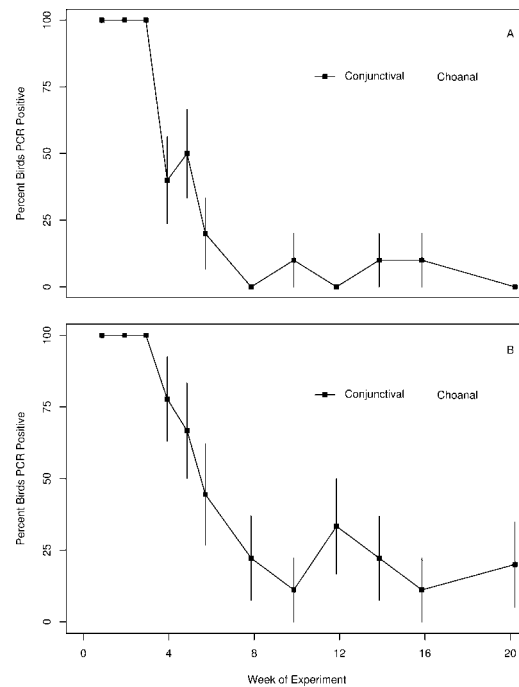 A
Conjunctival Choanal
Percent Birds PCR Positive
100
75
50
25
0
B
Conjunctival Choanal
Percent Birds PCR Positive
100
75
50
25
0
0 4 8 12 16 20
Week of Experiment